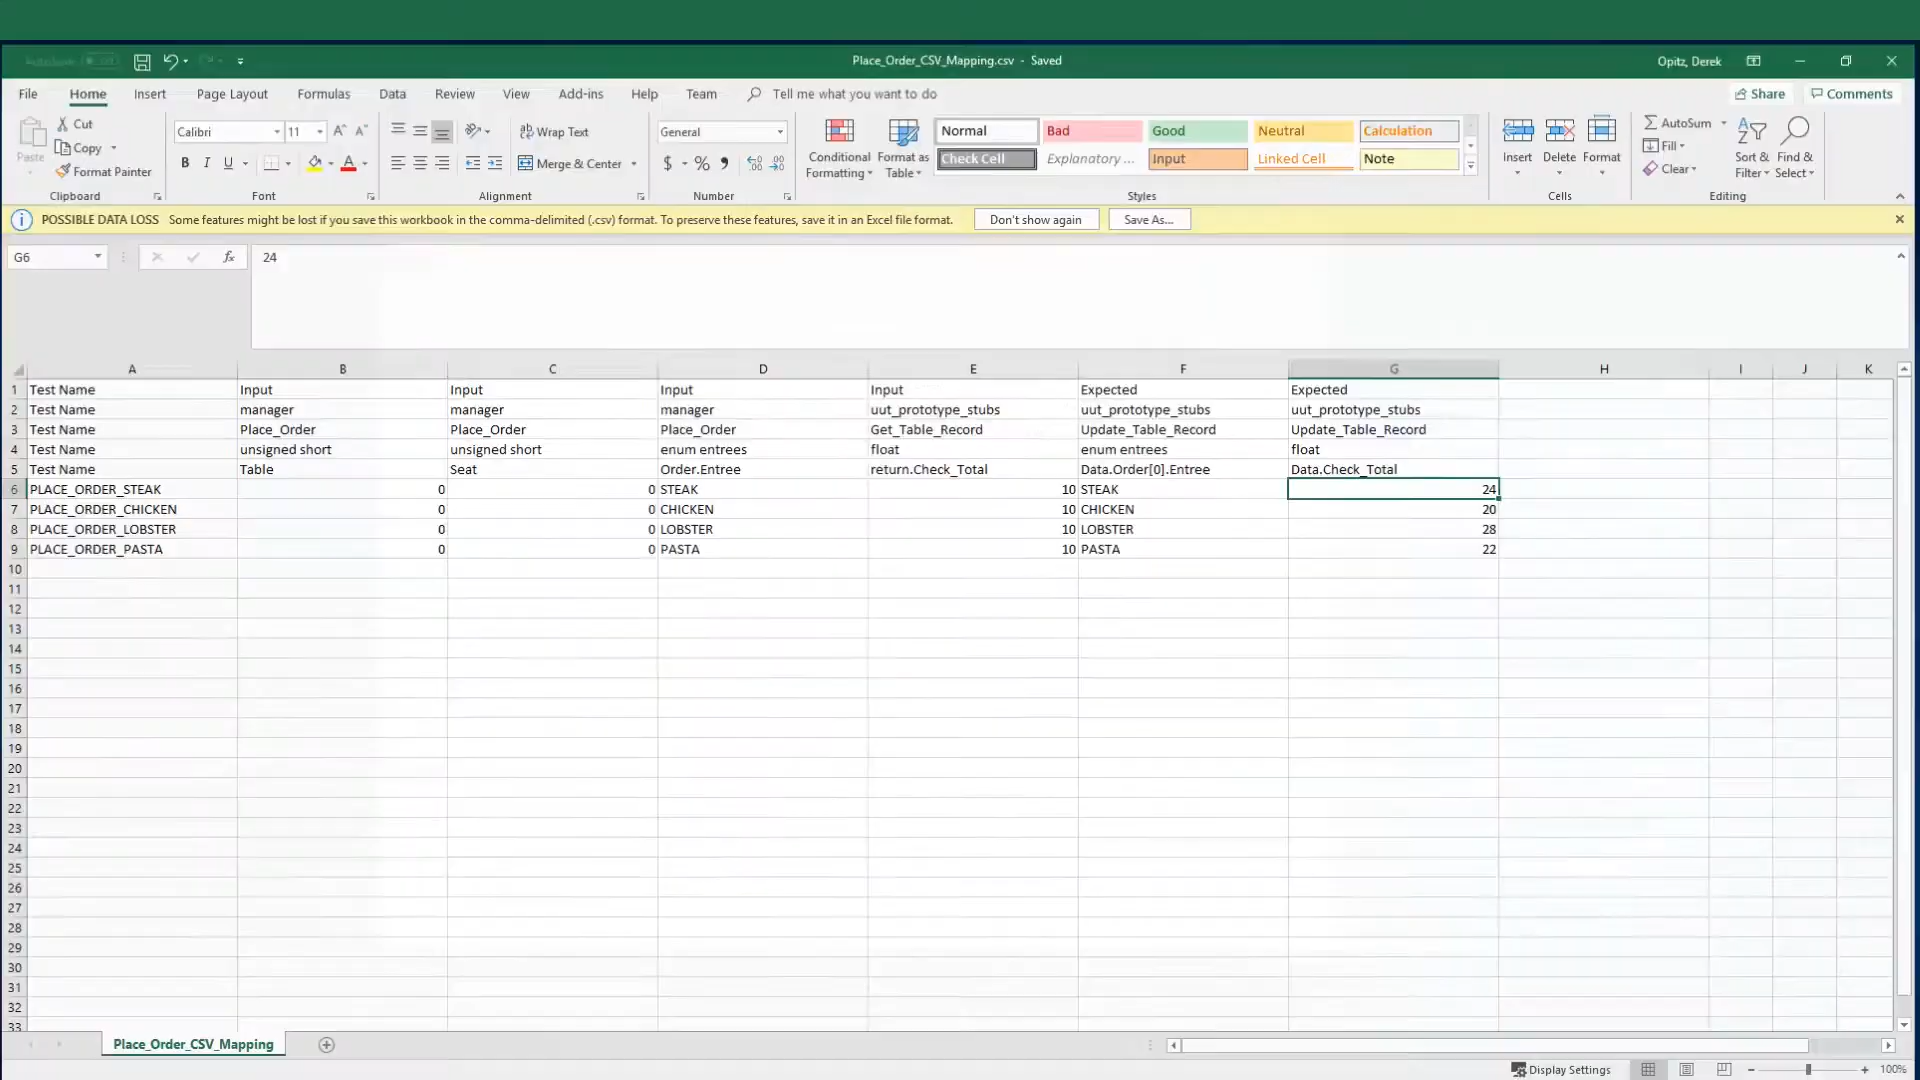 Place_Order_CSV_Mapping.csv - Saved
Opitz, Derek
File Home Insert Page Layout Formulas Data Review View Add-ins Help Team Tell me what you want to do Share Comments
Paste Cut Copy Format Painter Clipboard
Calibri 11 B I U A Font
Wrap Text Merge & Center Alignment
General $ % Number
Conditional Formatting Format as Table
Normal Bad Good Neutral Calculation
Check Cell Explanatory ... Input Linked Cell Note
Styles
Insert Delete Format Cells
AutoSum Fill Clear Sort & Filter Find & Select Editing
POSSIBLE DATA LOSS Some features might be lost if you save this workbook in the comma-delimited (.csv) format. To preserve these features, save it in an Excel file format. Don't show again Save As...
G6 fx 24
A B C D E F G H I J K
1 Test Name Input Input Input Input Expected Expected
2 Test Name manager manager manager uut_prototype_stubs uut_prototype_stubs uut_prototype_stubs
3 Test Name Place_Order Place_Order Place_Order Get_Table_Record Update_Table_Record Update_Table_Record
4 Test Name unsigned short unsigned short enum entrees float enum entrees float
5 Test Name Table Seat Order.Entree return.Check_Total Data.Order[0].Entree Data.Check_Total
6 PLACE_ORDER_STEAK 0 0 STEAK 10 STEAK 24
7 PLACE_ORDER_CHICKEN 0 0 CHICKEN 10 CHICKEN 20
8 PLACE_ORDER_LOBSTER 0 0 LOBSTER 10 LOBSTER 28
9 PLACE_ORDER_PASTA 0 0 PASTA 10 PASTA 22
10
11
12
13
14
15
16
17
18
19
20
21
22
23
24
25
26
27
28
29
30
31
32
33
Place_Order_CSV_Mapping
Display Settings 100%